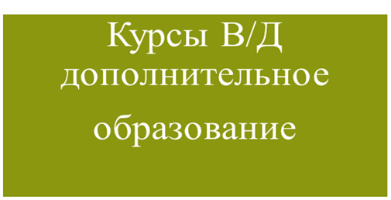 Курсы В/Д
дополнительное
образование